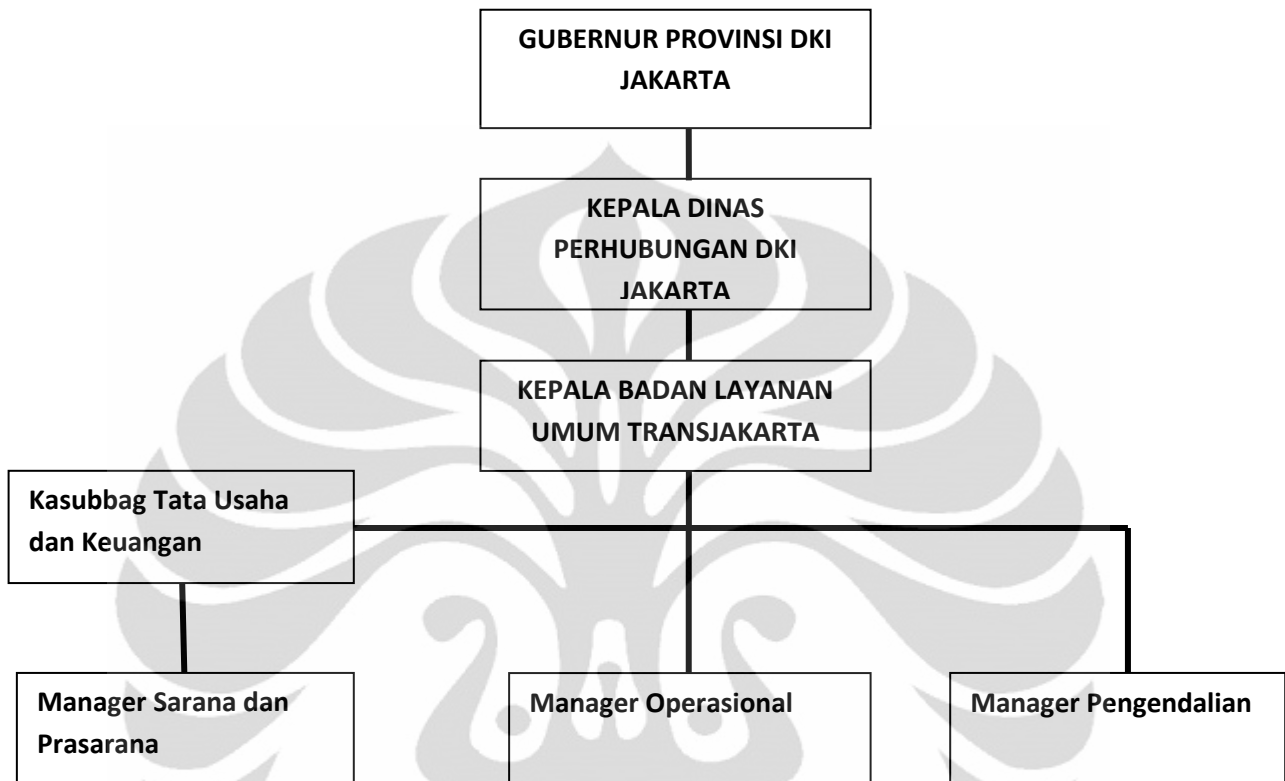 GUBERNUR PROVINSI DKI
JAKARTA
KEPALA DINAS
PERHUBUNGAN DKI
JAKARTA
KEPALA BADAN LAYANAN
UMUM TRANSJAKARTA
Kasubbag Tata Usaha
dan Keuangan
Manager Sarana dan
Prasarana
Manager Operasional
Manager Pengendalian